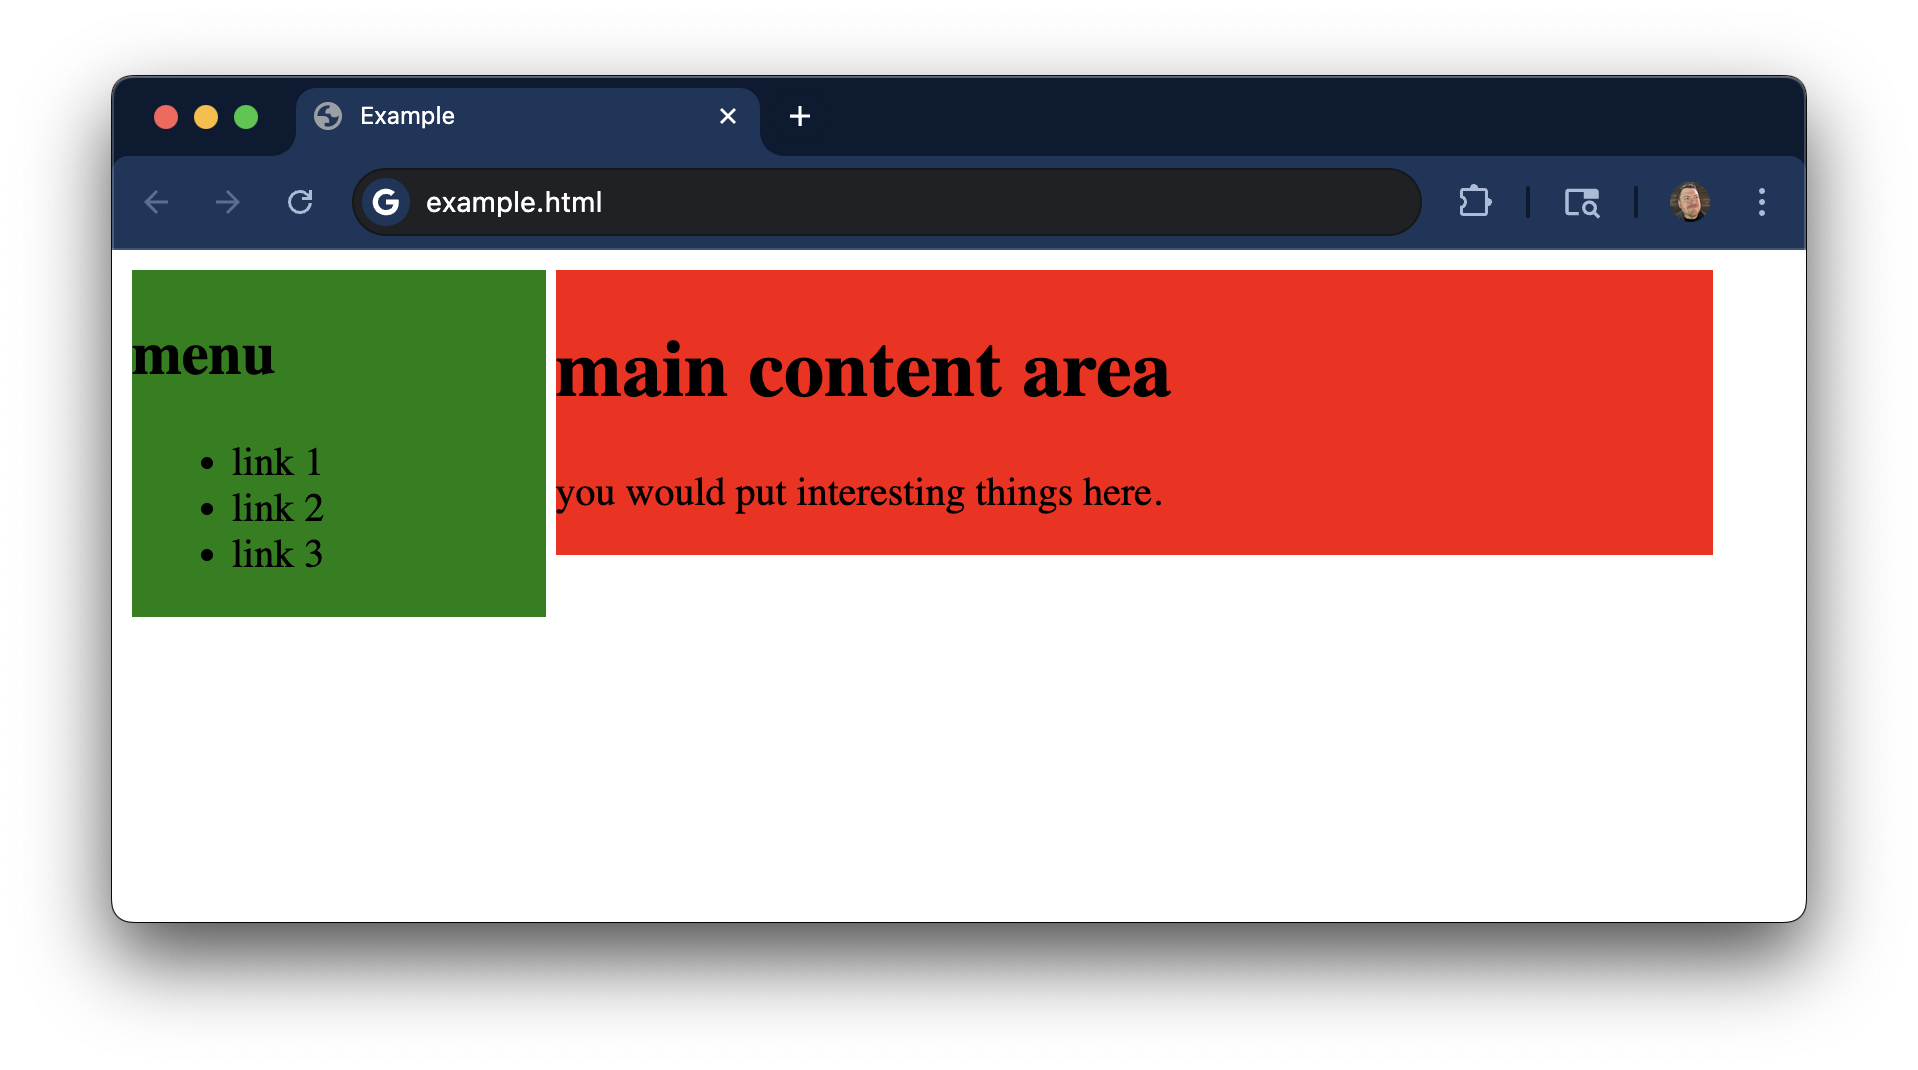 Example
example.html
menu
link 1
link 2
link 3
main content area
you would put interesting things here.